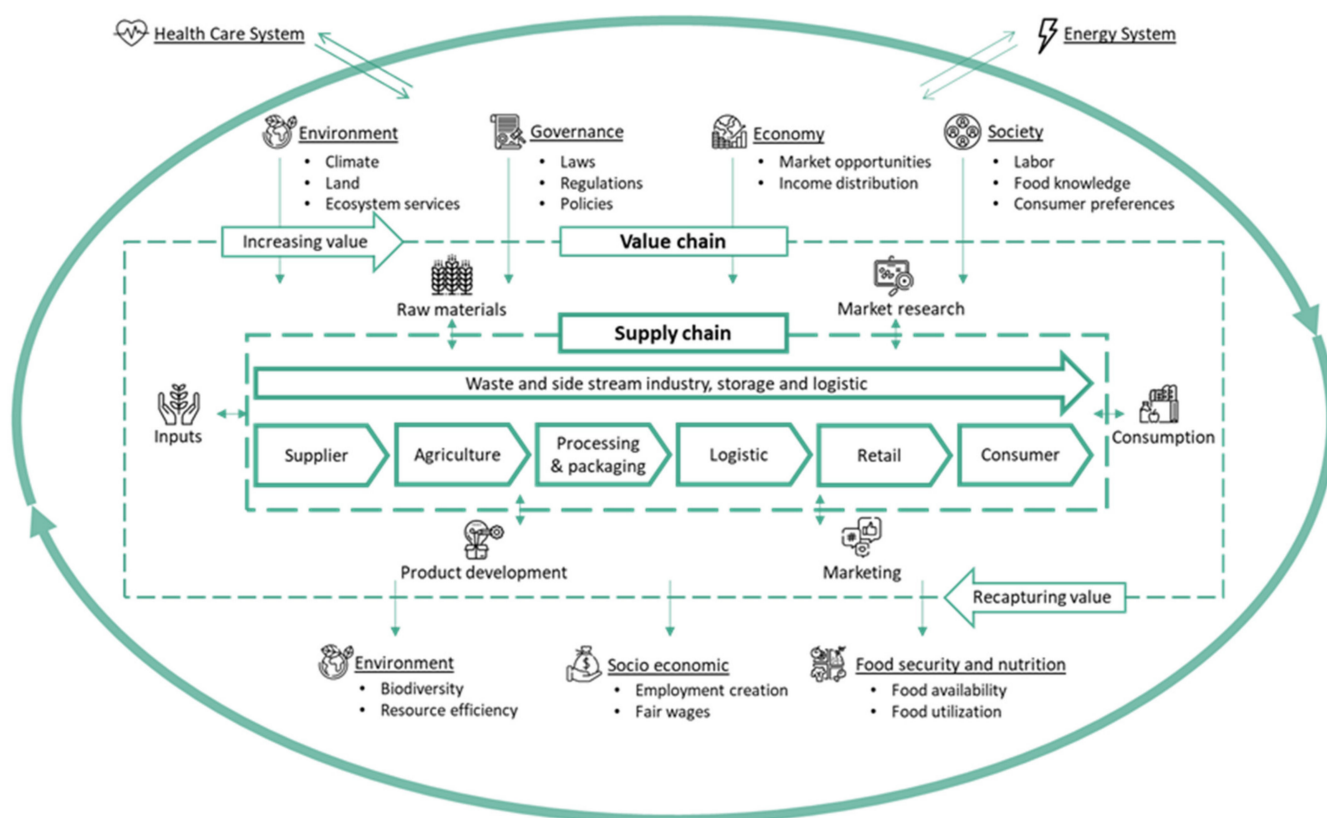 Health Care System
Energy System
Environment
• Climate
• Land
• Ecosystem services
Governance
• Laws
• Regulations
• Policies
Economy
• Market opportunities
• Income distribution
Society
• Labor
• Food knowledge
• Consumer preferences
Increasing value
Value chain
Raw materials
Market research
Supply chain
Waste and side stream industry, storage and logistic
Inputs
Supplier
Agriculture
Processing
& packaging
Logistic
Retail
Consumer
Consumption
Product development
Marketing
Recapturing value
Environment
• Biodiversity
• Resource efficiency
Socio economic
• Employment creation
• Fair wages
Food security and nutrition
• Food availability
• Food utilization